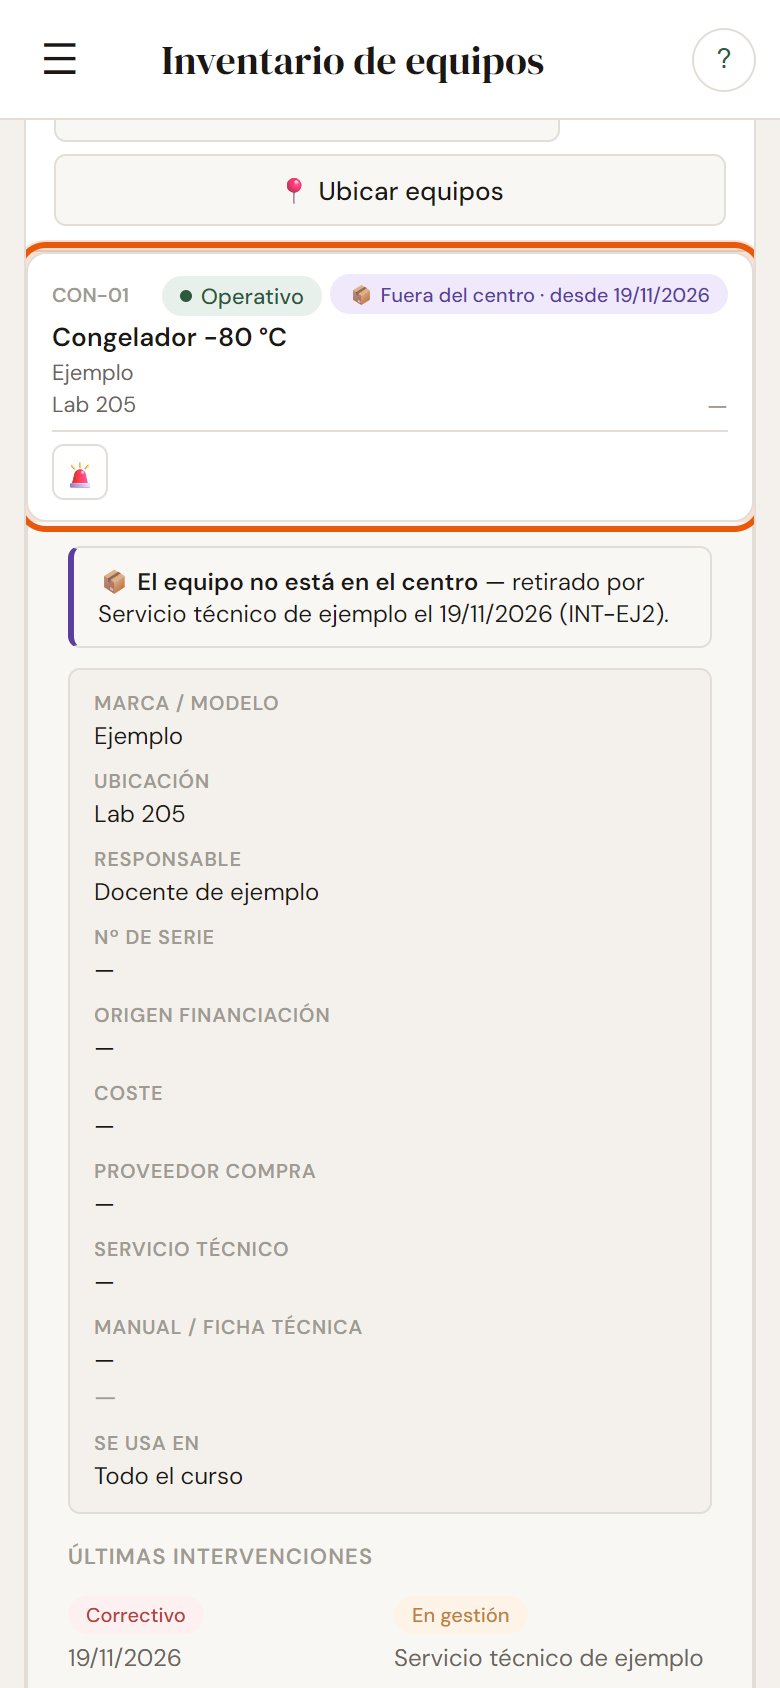 Inventario de equipos
?
Ubicar equipos
CON-01
Operativo
Fuera del centro · desde 19/11/2026
Congelador -80 °C
Ejemplo
Lab 205
—
El equipo no está en el centro — retirado por
Servicio técnico de ejemplo el 19/11/2026 (INT-EJ2).
MARCA / MODELO
Ejemplo
UBICACIÓN
Lab 205
RESPONSABLE
Docente de ejemplo
Nº DE SERIE
—
ORIGEN FINANCIACIÓN
—
COSTE
—
PROVEEDOR COMPRA
—
SERVICIO TÉCNICO
—
MANUAL / FICHA TÉCNICA
—
—
SE USA EN
Todo el curso
ÚLTIMAS INTERVENCIONES
Correctivo
En gestión
19/11/2026
Servicio técnico de ejemplo